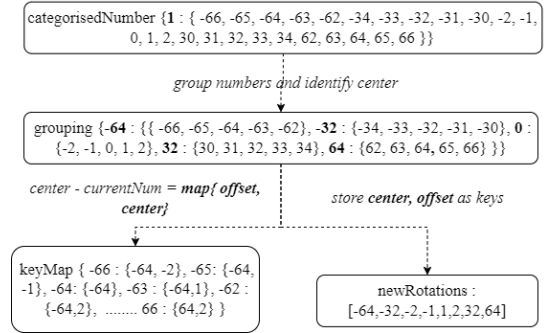 categorisedNumber {1 : { -66, -65, -64, -63, -62, -34, -33, -32, -31, -30, -2, -1,
0, 1, 2, 30, 31, 32, 33, 34, 62, 63, 64, 65, 66 }}
group numbers and identify center
grouping {-64 : {{ -66, -65, -64, -63, -62}, -32 : {-34, -33, -32, -31, -30}, 0 :
{-2, -1, 0, 1, 2}, 32 : {30, 31, 32, 33, 34}, 64 : {62, 63, 64, 65, 66} }}
center - currentNum = map{ offset,
center}
store center, offset as keys
keyMap { -66 : {-64, -2}, -65: {-64,
-1}, -64: {-64}, -63 : {-64,1}, -62 :
{-64,2}, ........ 66 : {64,2} }
newRotations :
[-64,-32,-2,-1,1,2,32,64]